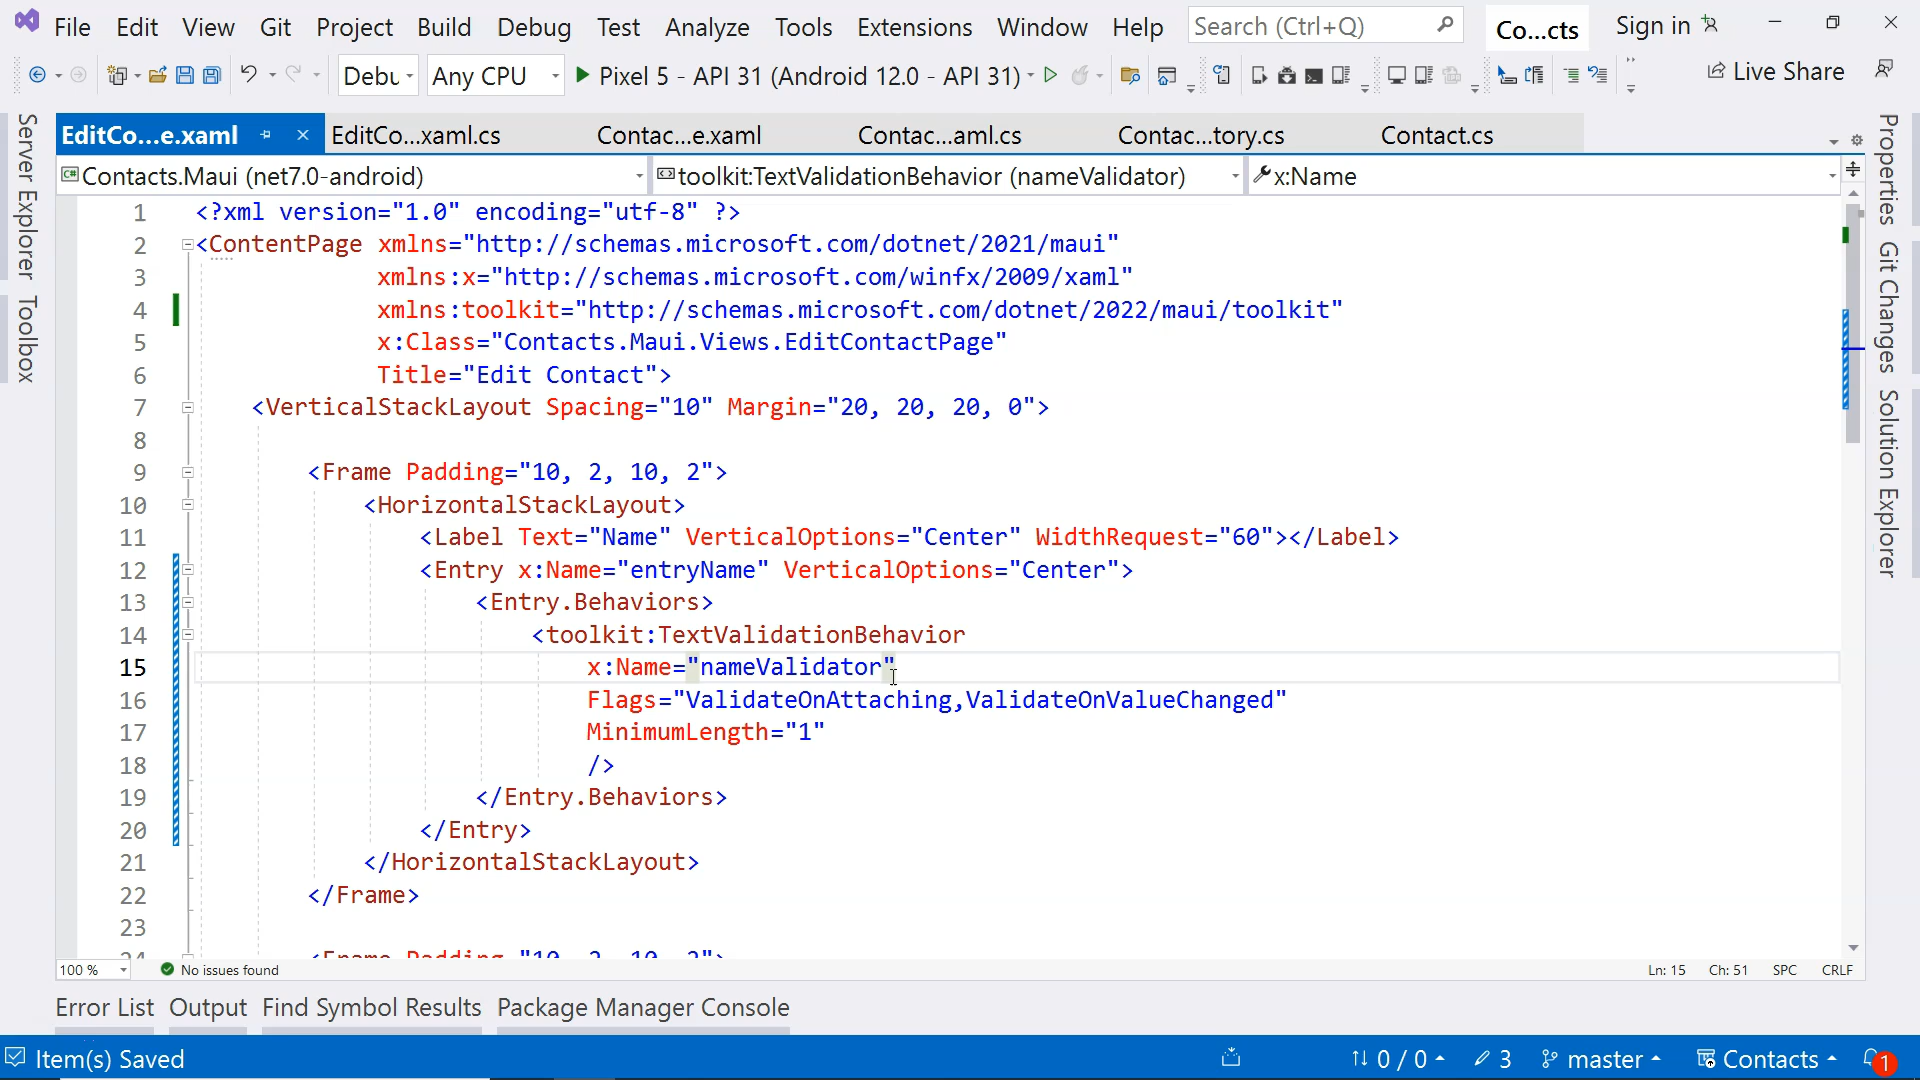 File Edit View Git Project Build Debug Test Analyze Tools Extensions Window Help Search (Ctrl+Q) Co...cts Sign in
Debu Any CPU Pixel 5 - API 31 (Android 12.0 - API 31) Live Share
EditCo...e.xaml EditCo...xaml.cs Contac...e.xaml Contac...aml.cs Contac...tory.cs Contact.cs
Contacts.Maui (net7.0-android) toolkit:TextValidationBehavior (nameValidator) x:Name
Server Explorer
Toolbox
1 <?xml version="1.0" encoding="utf-8" ?>
2 <ContentPage xmlns="http://schemas.microsoft.com/dotnet/2021/maui"
3 xmlns:x="http://schemas.microsoft.com/winfx/2009/xaml"
4 xmlns:toolkit="http://schemas.microsoft.com/dotnet/2022/maui/toolkit"
5 x:Class="Contacts.Maui.Views.EditContactPage"
6 Title="Edit Contact">
7 <VerticalStackLayout Spacing="10" Margin="20, 20, 20, 0">
8
9 <Frame Padding="10, 2, 10, 2">
10 <HorizontalStackLayout>
11 <Label Text="Name" VerticalOptions="Center" WidthRequest="60"></Label>
12 <Entry x:Name="entryName" VerticalOptions="Center">
13 <Entry.Behaviors>
14 <toolkit:TextValidationBehavior
15 x:Name="nameValidator"
16 Flags="ValidateOnAttaching,ValidateOnValueChanged"
17 MinimumLength="1"
18 />
19 </Entry.Behaviors>
20 </Entry>
21 </HorizontalStackLayout>
22 </Frame>
23
24 <Frame Padding="10, 2, 10, 2">
Properties
Git Changes
Solution Explorer
100 % No issues found Ln: 15 Ch: 51 SPC CRLF
Error List Output Find Symbol Results Package Manager Console
Item(s) Saved 0 / 0 3 master Contacts 1